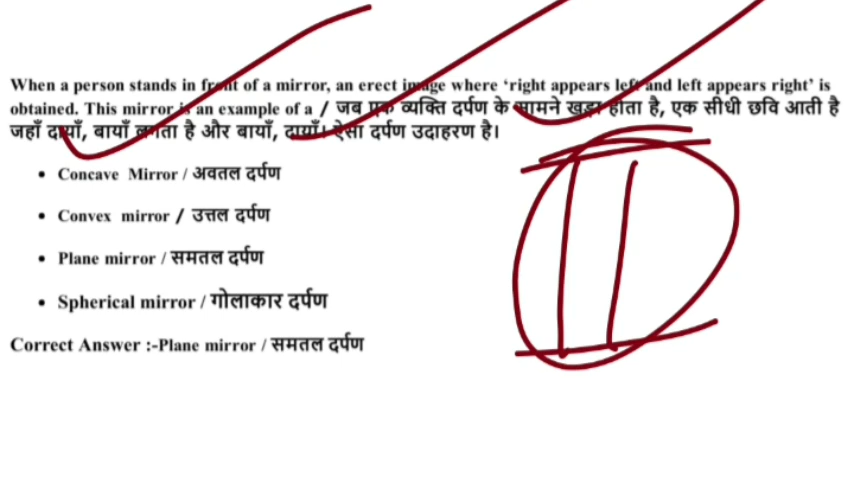 When a person stands in front of a mirror, an erect image where ‘right appears left and left appears right’ is
obtained. This mirror is an example of a / जब एक व्यक्ति दर्पण के सामने खड़ा होता है, एक सीधी छवि आती है
जहाँ दायाँ, बायाँ लगता है और बायाँ, दायाँ। ऐसा दर्पण उदाहरण है।
• Concave Mirror / अवतल दर्पण
• Convex mirror / उत्तल दर्पण
• Plane mirror / समतल दर्पण
• Spherical mirror / गोलाकार दर्पण
Correct Answer :-Plane mirror / समतल दर्पण
II